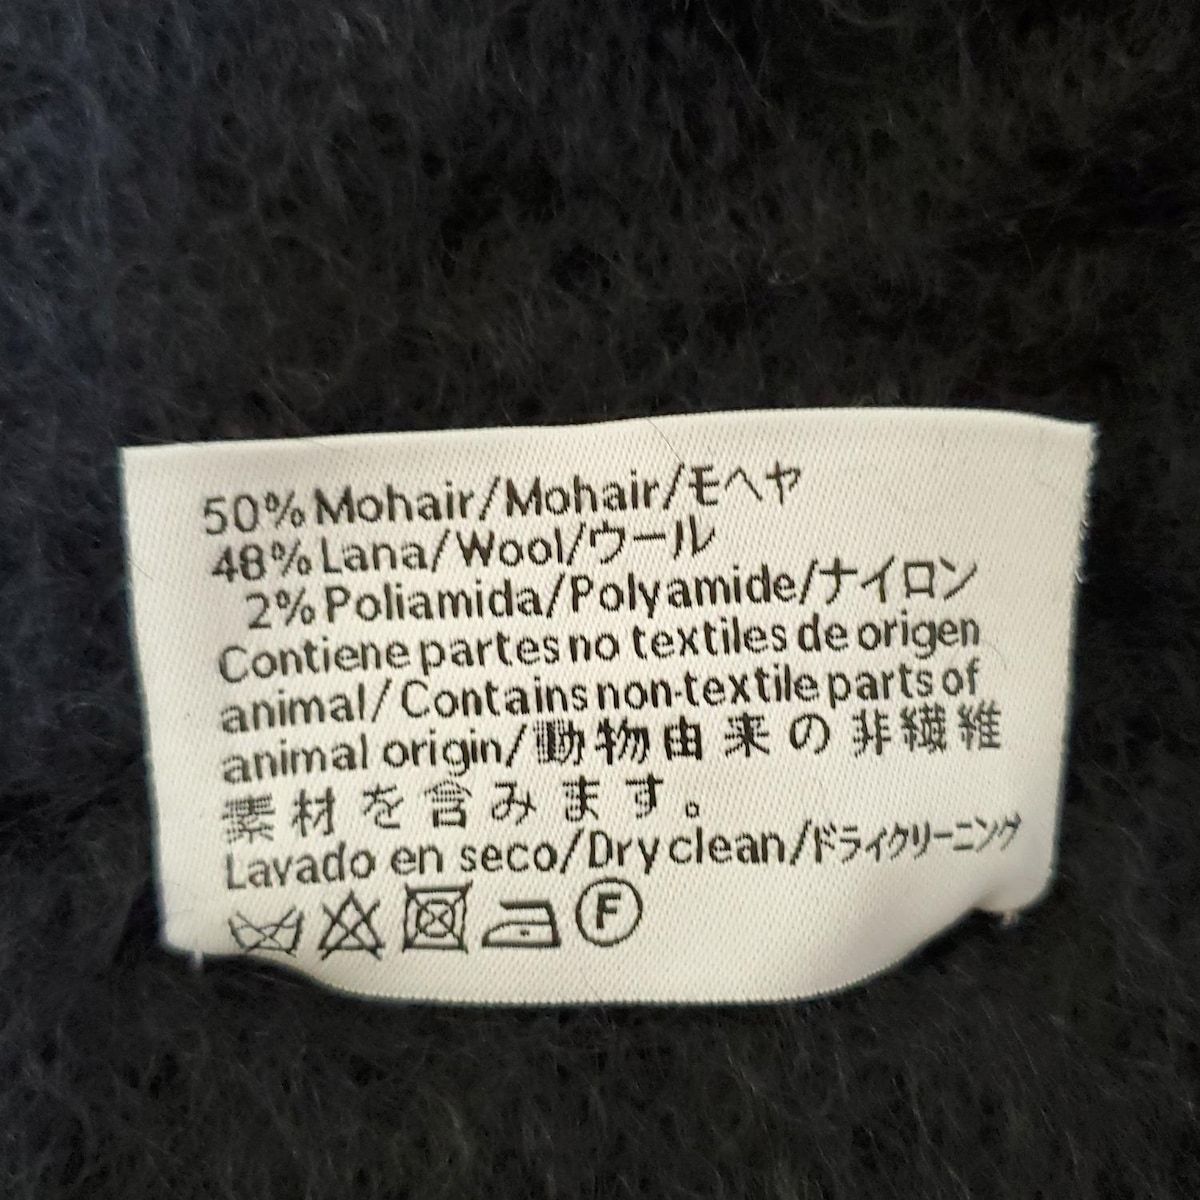 50% Mohair/Mohair/モヘヤ
48% Lana/Wool/ウール
2% Poliamida/Polyamide/ナイロン
Contiene partes no textiles de origen
animal/Contains non-textile parts of
animal origin/動物由来の非繊維
素材を含みます。
Lavado en seco/Dry clean/ドライクリーニング
F